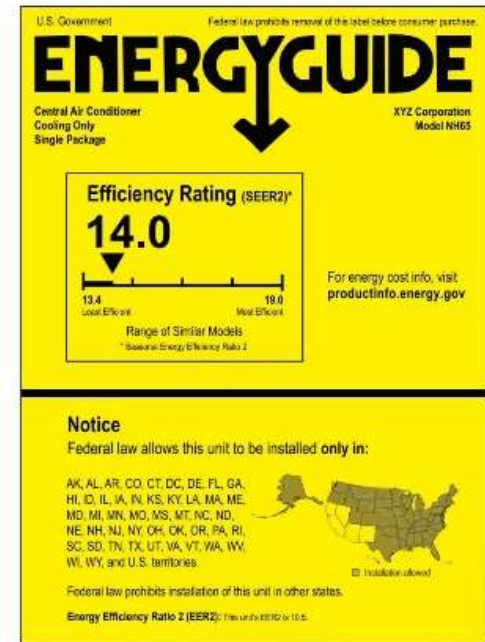 U.S. Government
Federal law prohibits removal of this label before consumer purchase.
ENERGYGUIDE
Central Air Conditioner
Cooling Only
Single Package
XYZ Corporation
Model NH65
Efficiency Rating (SEER2)*
14.0
13.4
19.0
Least Efficient
Most Efficient
Range of Similar Models
* Seasonal Energy Efficiency Ratio 2
For energy cost info, visit
productinfo.energy.gov
Notice
Federal law allows this unit to be installed only in:
AK, AL, AR, CO, CT, DC, DE, FL, GA,
HI, ID, IL, IA, IN, KS, KY, LA, MA, ME,
MD, MI, MN, MO, MS, MT, NC, ND,
NE, NH, NJ, NY, OH, OK, OR, PA, RI,
SC, SD, TN, TX, UT, VA, VT, WA, WV,
WI, WY, and U.S. territories.
Installation allowed
Federal law prohibits installation of this unit in other states.
Energy Efficiency Ratio 2 (EER2): This unit's EER2 is 10.5.